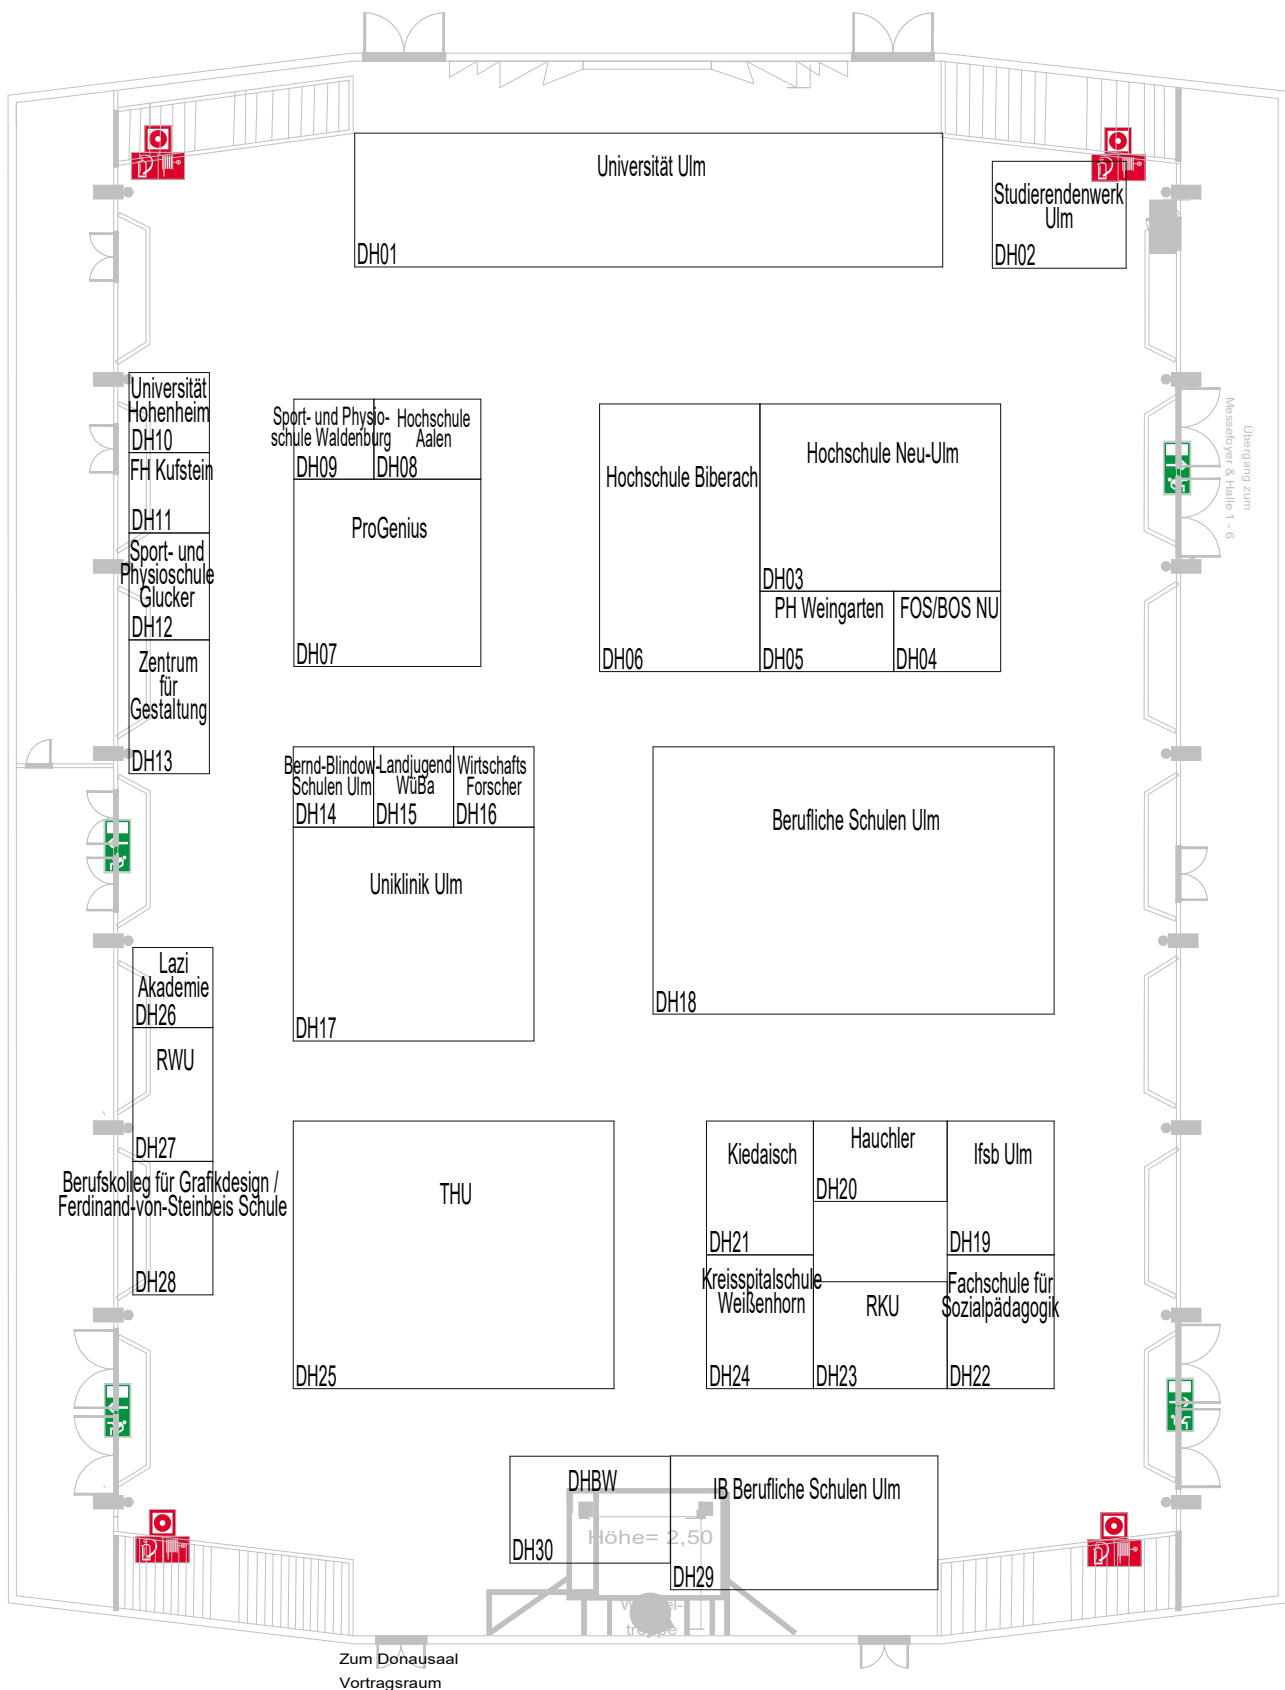 Universität Ulm
DH01
Studierendenwerk
Ulm
DH02
Übergang zum
Messefoyer & Halle 1 - 6
Universität
Hohenheim
DH10
FH Kufstein
DH11
Sport- und
Physioschule
Glucker
DH12
Zentrum
für
Gestaltung
DH13
Sport- und Physio-
schule Waldenburg
DH09
Hochschule
Aalen
DH08
ProGenius
DH07
Hochschule Biberach
DH06
Hochschule Neu-Ulm
DH03
PH Weingarten
DH05
FOS/BOS NU
DH04
Bernd-Blindow-
Schulen Ulm
DH14
Landjugend
WüBa
DH15
Wirtschafts
Forscher
DH16
Uniklinik Ulm
DH17
Berufliche Schulen Ulm
DH18
Lazi
Akademie
DH26
RWU
DH27
Berufskolleg für Grafikdesign /
Ferdinand-von-Steinbeis Schule
DH28
THU
DH25
Kiedaisch
DH21
Hauchler
DH20
Ifsb Ulm
DH19
Kreisspitalschule
Weißenhorn
DH24
RKU
DH23
Fachschule für
Sozialpädagogik
DH22
DHBW
DH30
IB Berufliche Schulen Ulm
DH29
Höhe= 2,50
Zum Donausaal
Vortragsraum